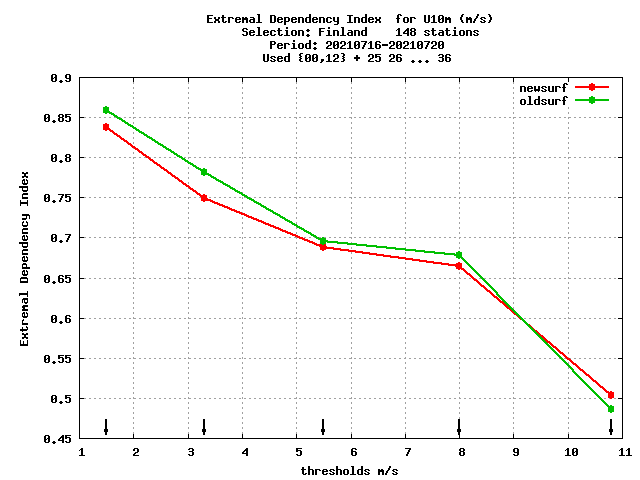 Extremal Dependency Index  for U10m (m/s)
Selection: Finland    148 stations
Period: 20210716-20210720
Used {00,12} + 25 26 ... 36
newsurf
oldsurf
0.9
0.85
0.8
0.75
0.7
0.65
0.6
0.55
0.5
0.45
Extremal Dependency Index
1 2 3 4 5 6 7 8 9 10 11
thresholds m/s